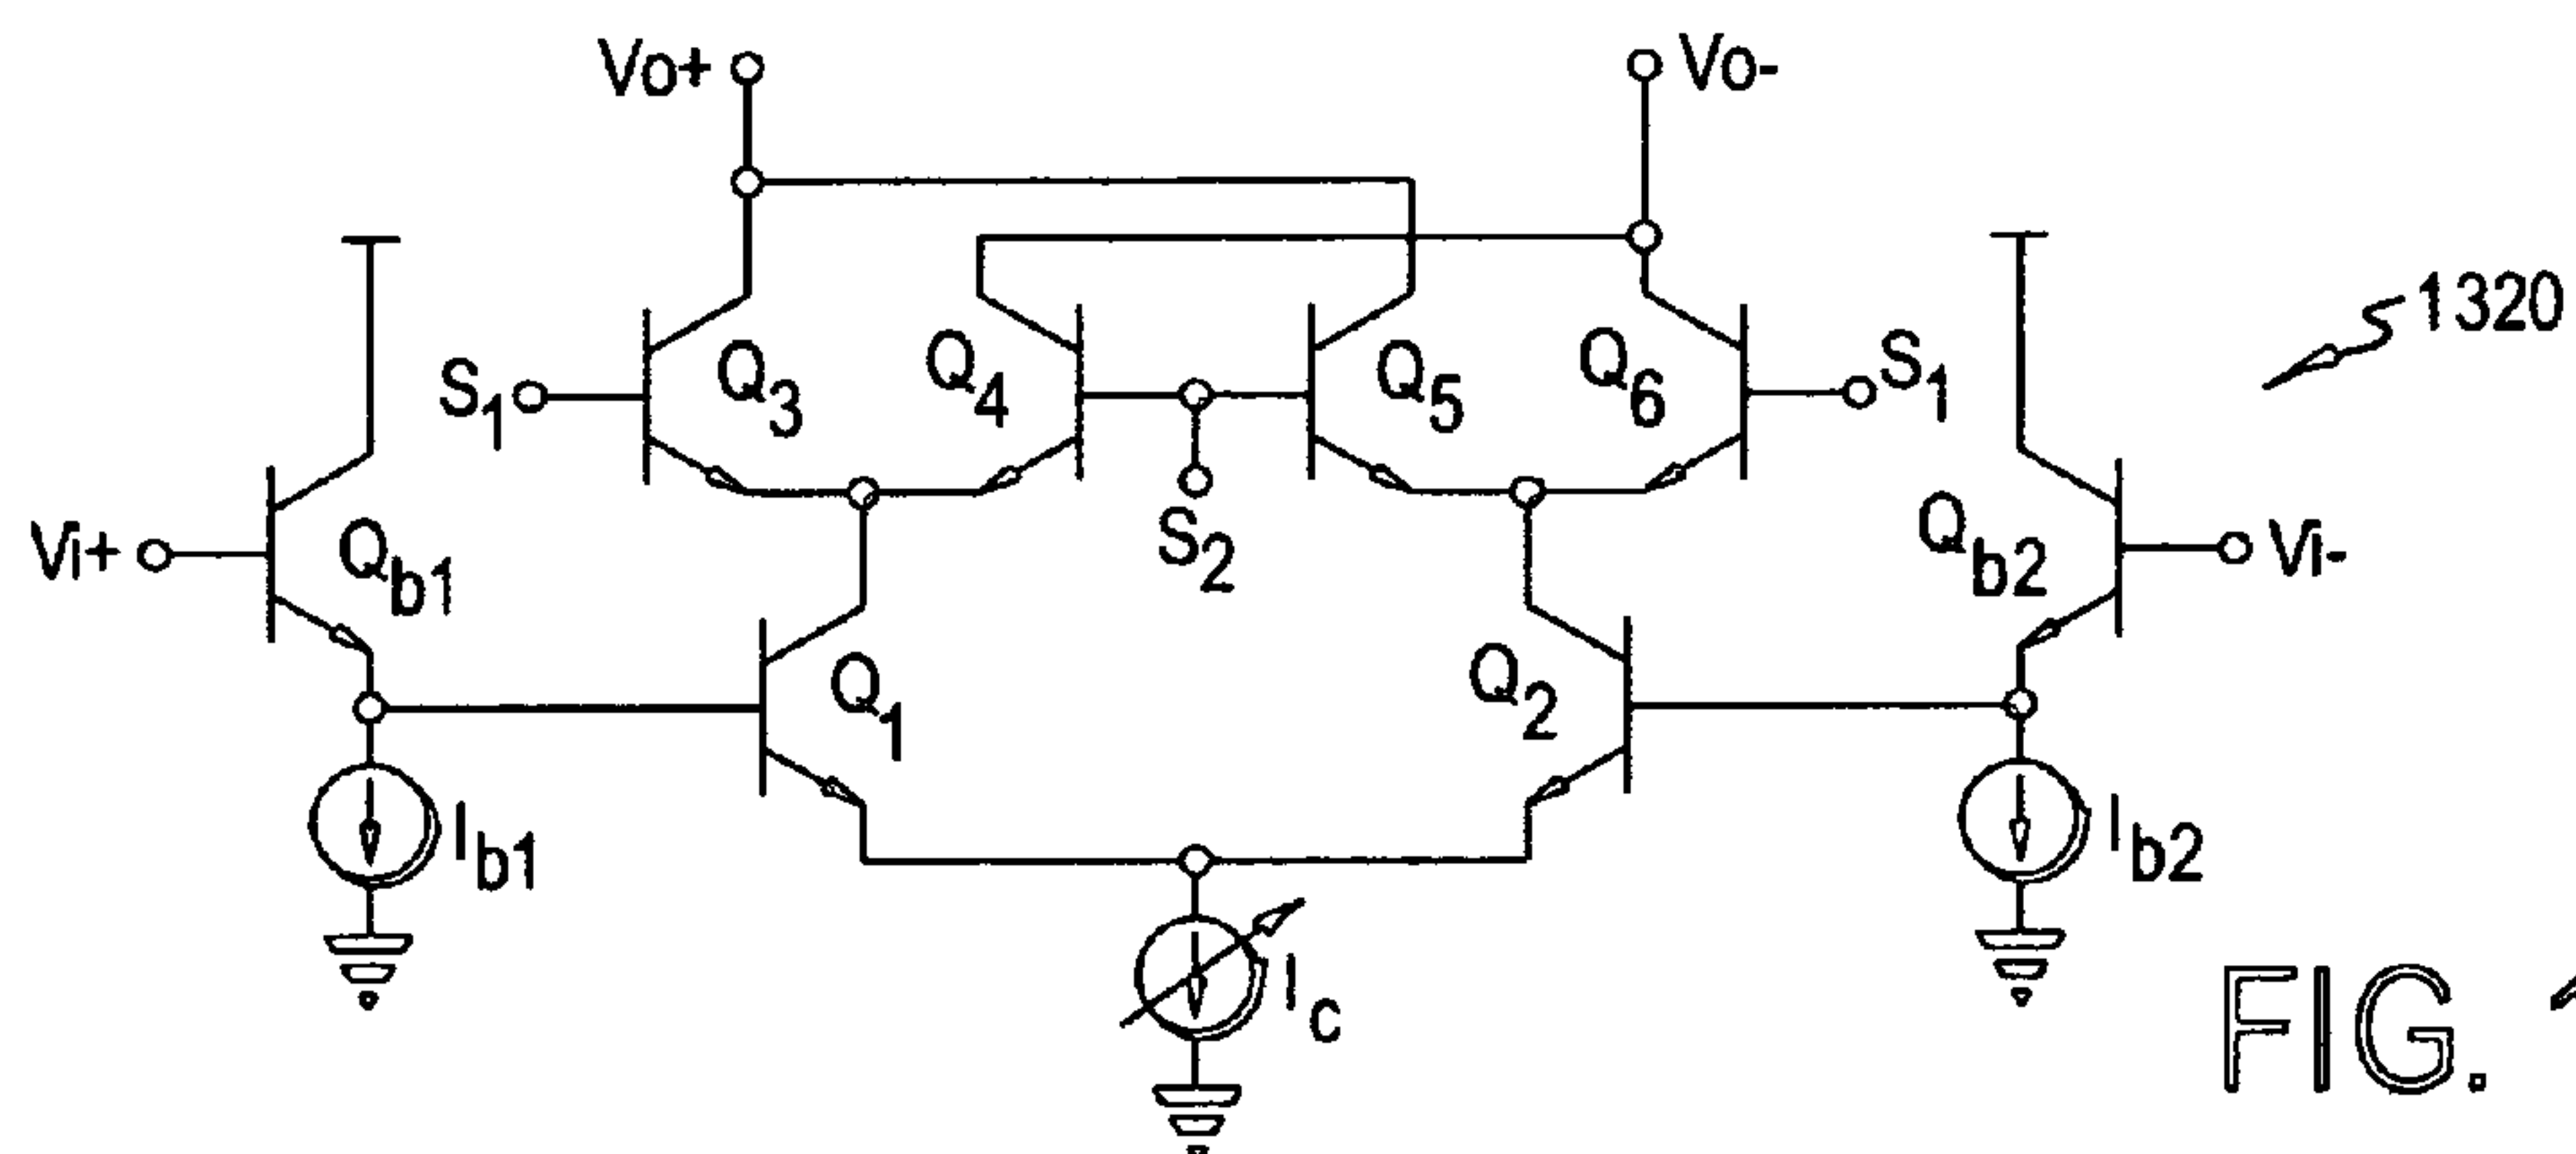 Vo+
Vo-
1320
S1
Q3
Q4
Q5
Q6
S1
Vi+
Qb1
S2
Qb2
Vi-
Q1
Q2
Ib1
Ib2
Ic
FIG.